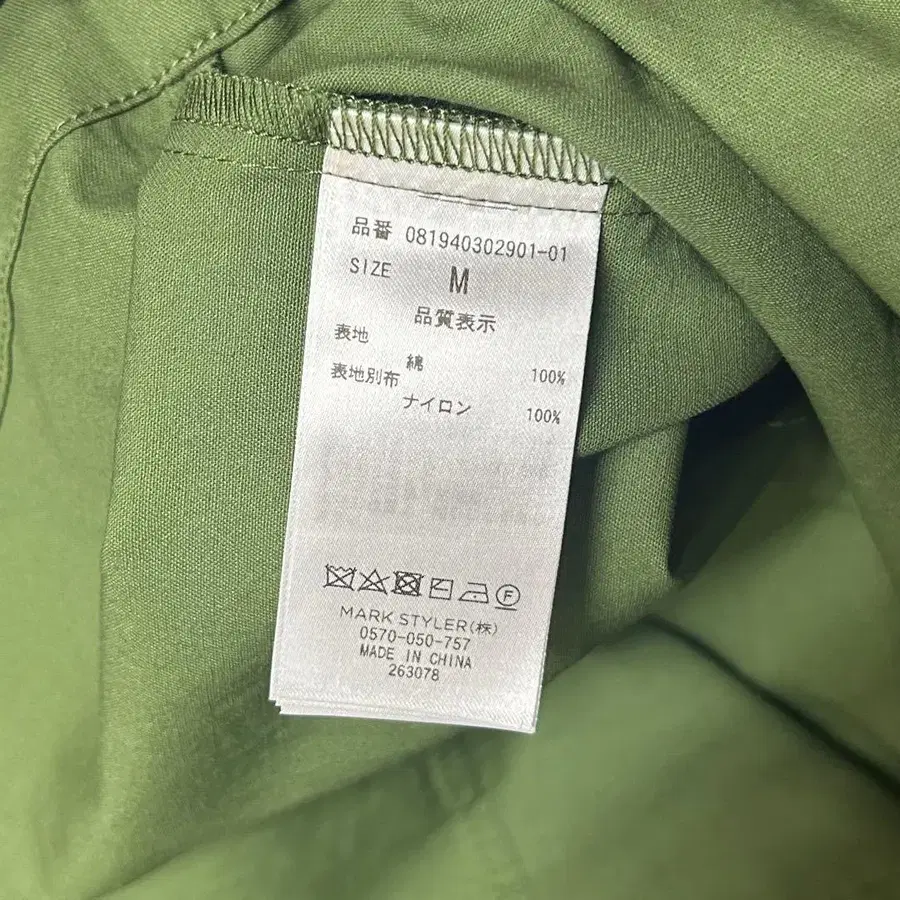 品番 081940302901-01
SIZE M
品質表示
表地
綿 100%
表地別布
ナイロン 100%
MARK STYLER(株)
0570-050-757
MADE IN CHINA
263078